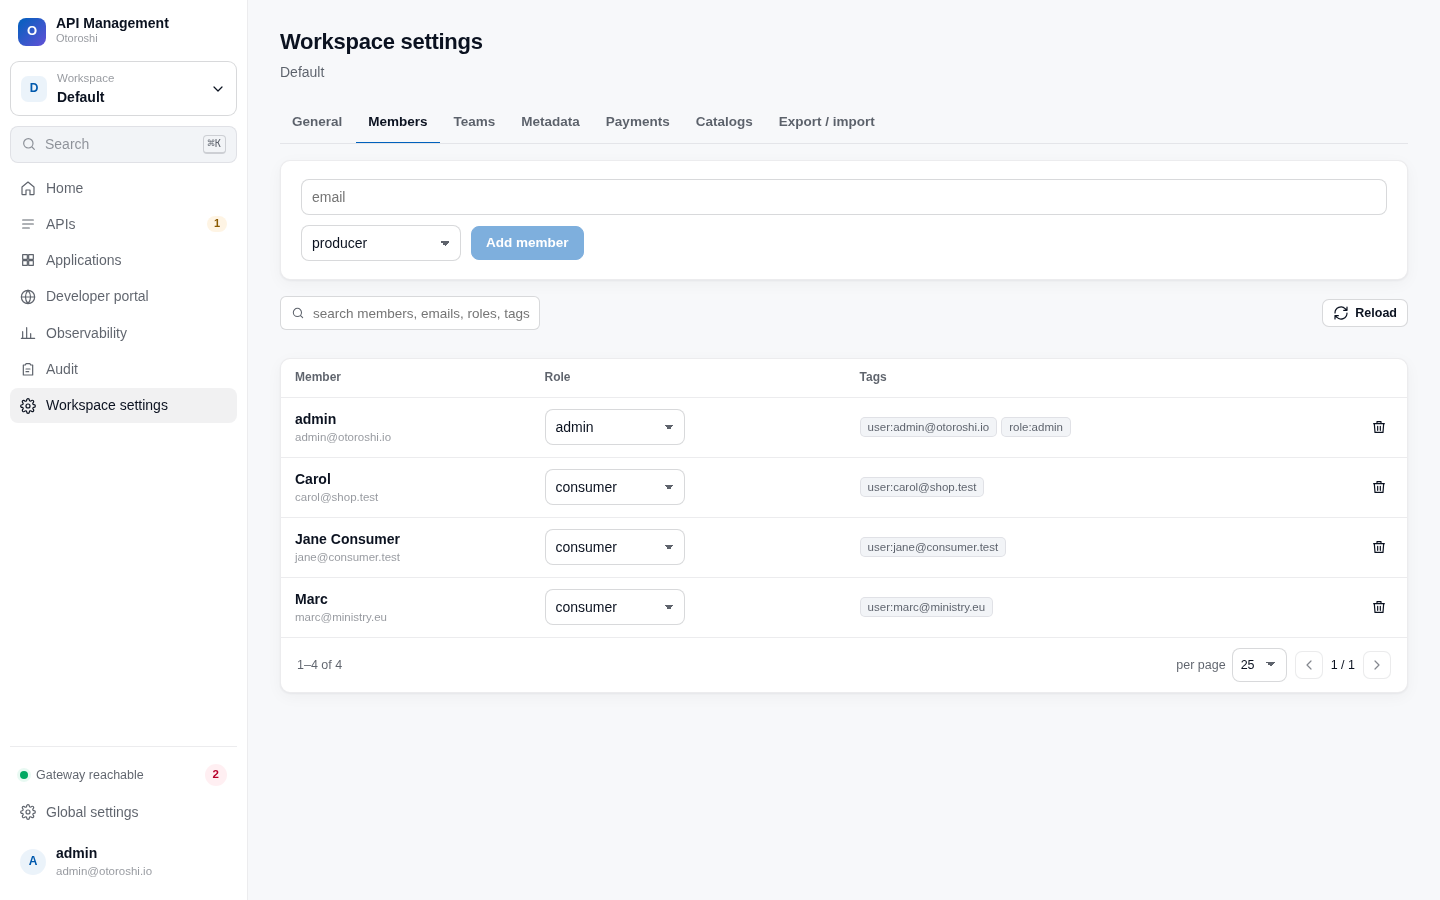 O
API Management
Otoroshi
D
Workspace
Default
Search
⌘K
Home
APIs
1
Applications
Developer portal
Observability
Audit
Workspace settings
Gateway reachable
2
Global settings
A
admin
admin@otoroshi.io
Workspace settings
Default
General Members Teams Metadata Payments Catalogs Export / import
email
producer
Add member
search members, emails, roles, tags
Reload
Member Role Tags
admin
admin@otoroshi.io
admin
user:admin@otoroshi.io role:admin
Carol
carol@shop.test
consumer
user:carol@shop.test
Jane Consumer
jane@consumer.test
consumer
user:jane@consumer.test
Marc
marc@ministry.eu
consumer
user:marc@ministry.eu
1–4 of 4
per page 25
1 / 1